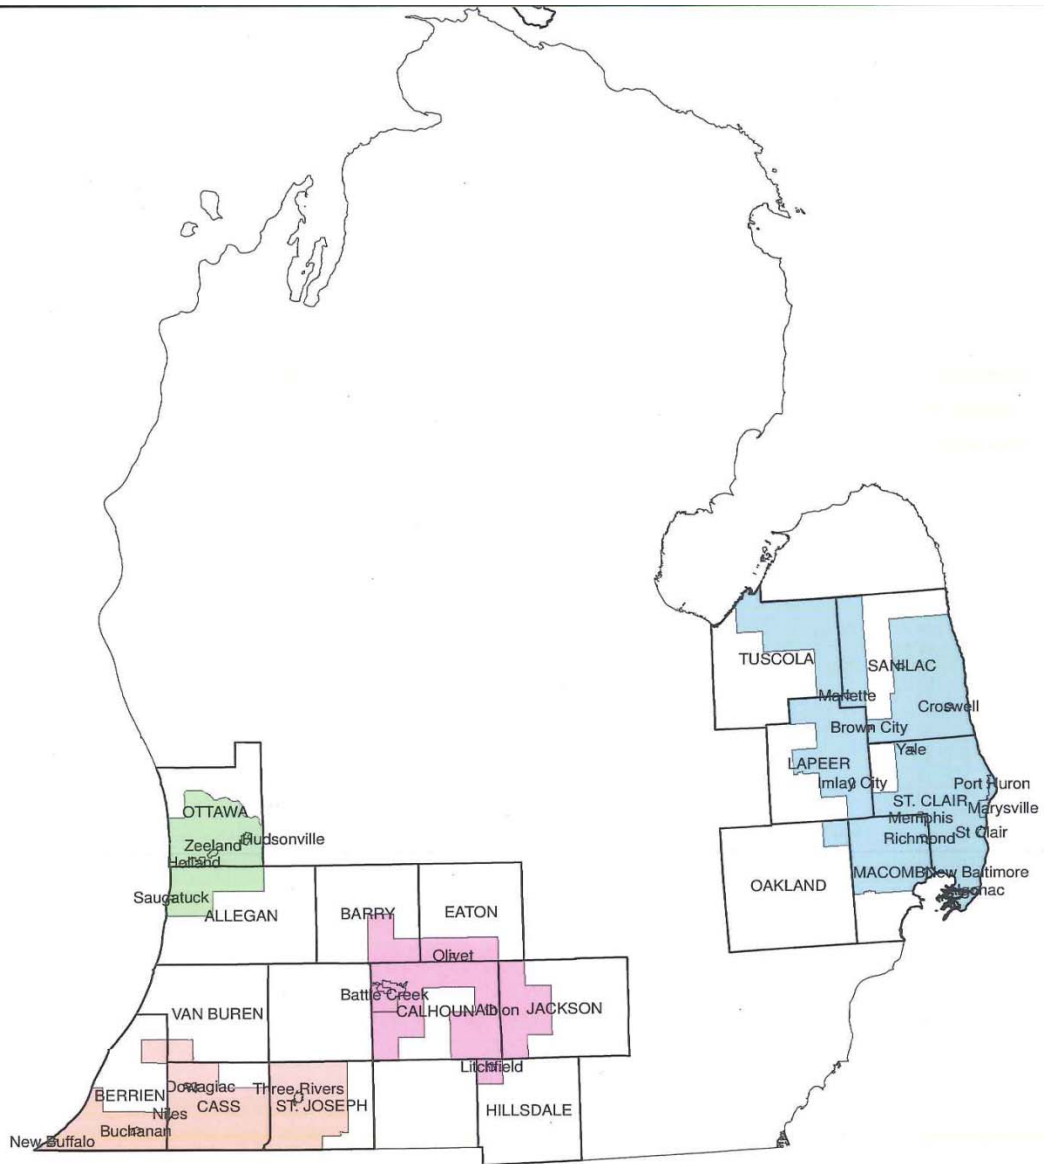 TUSCOLA
SANILAC
Marlette
Croswell
Brown City
Yale
LAPEER
Imlay City
Port Huron
ST. CLAIR
Marysville
Memphis
Richmond
St Clair
OTTAWA
Hudsonville
Zeeland
Holland
MACOMB
New Baltimore
Algonac
OAKLAND
Saugatuck
ALLEGAN
BARRY
EATON
Olivet
Battle Creek
CALHOUN
Albion
JACKSON
VAN BUREN
Litchfield
Dowagiac
Three Rivers
BERRIEN
CASS
ST. JOSEPH
HILLSDALE
Niles
Buchanan
New Buffalo